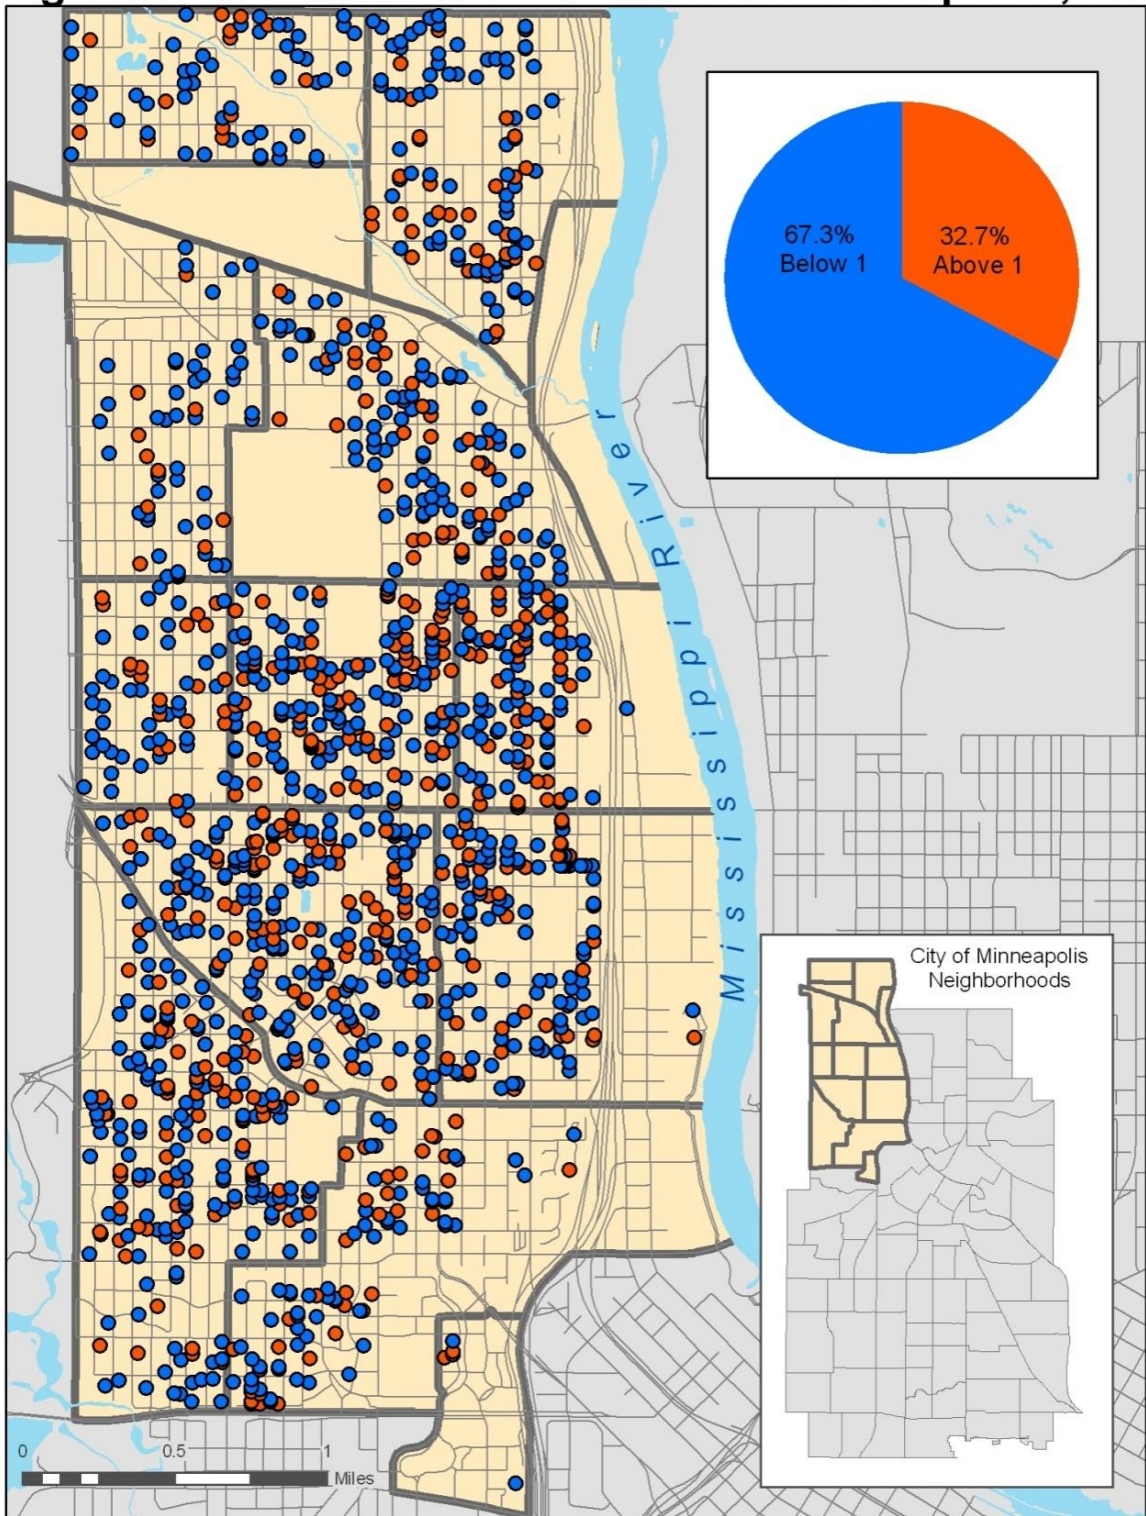 67.3%
Below 1
32.7%
Above 1
Mississippi River
City of Minneapolis
Neighborhoods
0 0.5 1
Miles